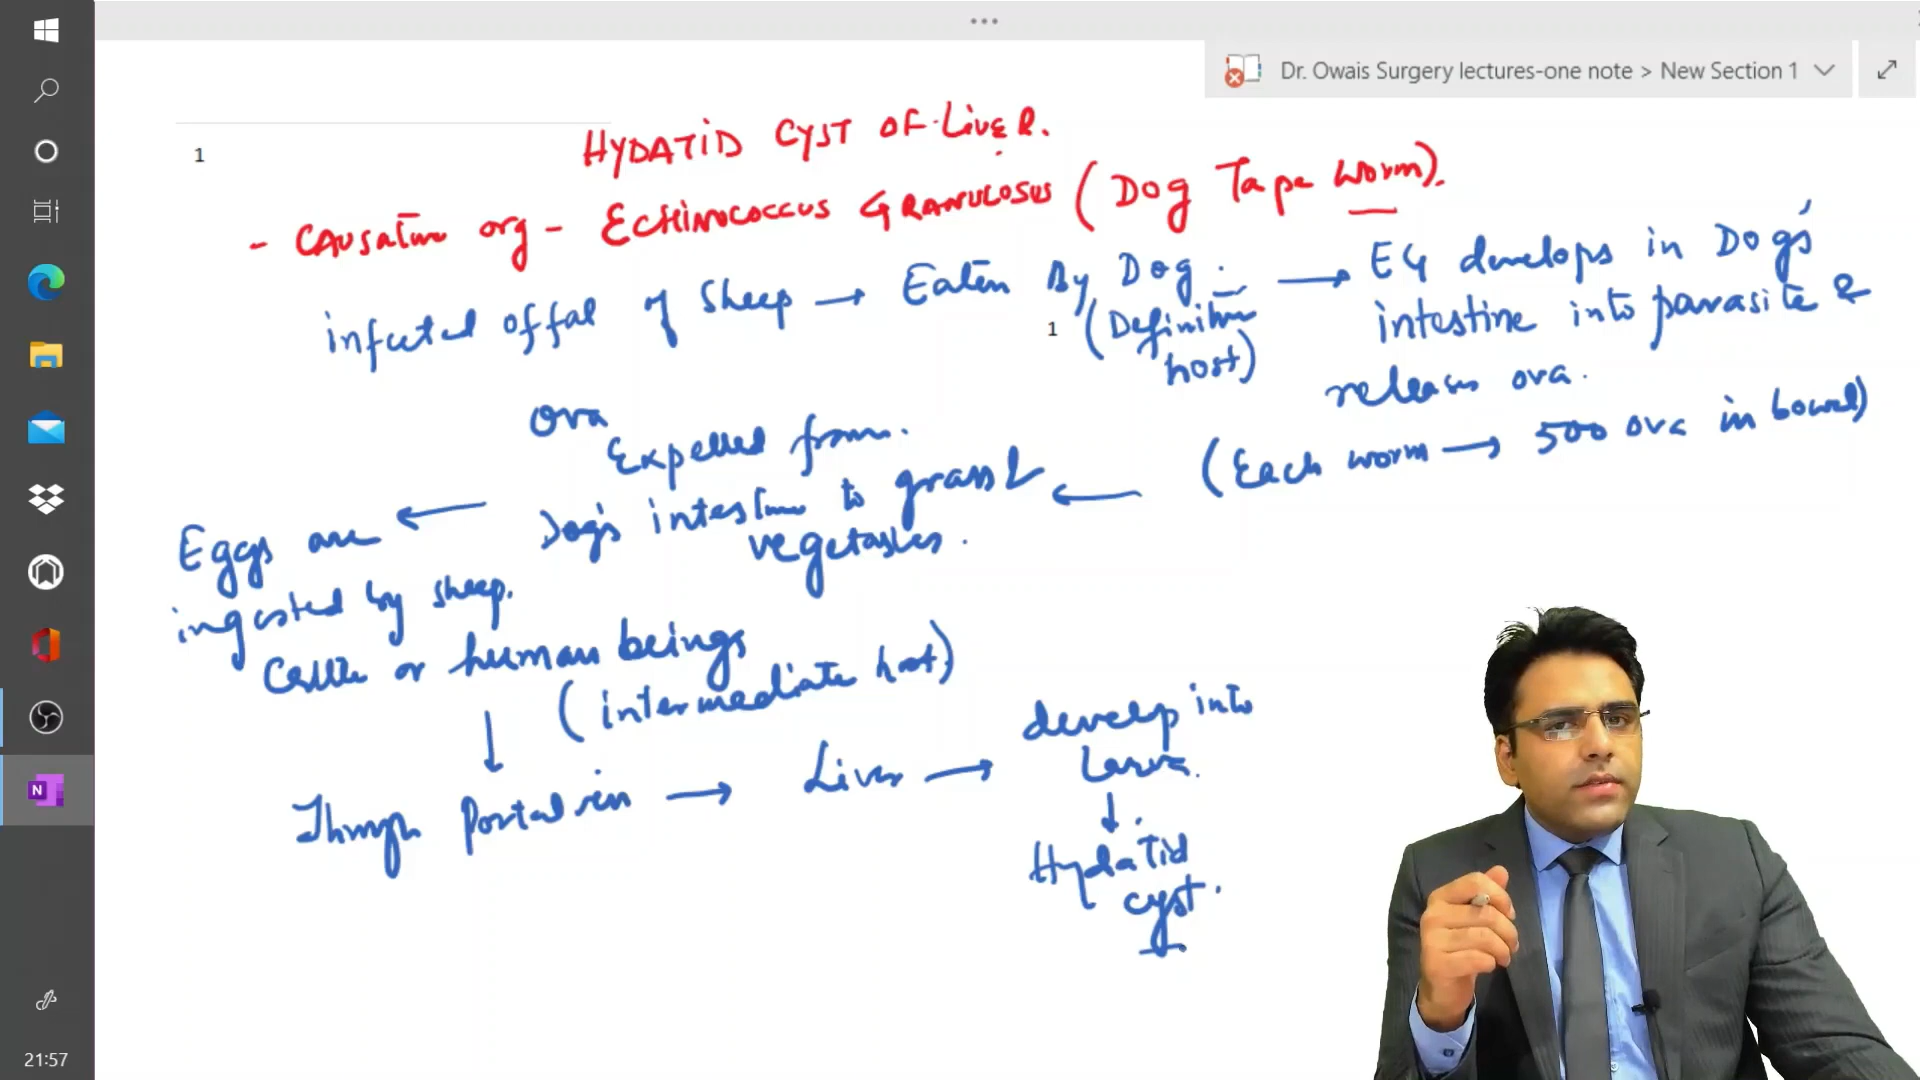 Dr. Owais Surgery lectures-one note > New Section 1
1
HYDATID CYST OF LIVER.
- Causative org - ECHINOCOCCUS GRANULOSUS (Dog Tape worm).
infected offal of sheep → Eaten By Dog → EG develops in Dog's
1
(Definitive host)
intestine into parasite &
releases ova.
(Each worm → 500 ova in bowel)
←
Ova
Expelled from
Dog's intestine to grass &
vegetables.
←
Eggs are
ingested by sheep,
cattle or human beings
(intermediate host)
↓
Through Portal vein → Liver → develop into
Larva.
↓
Hydatid
cyst.
N
21:57